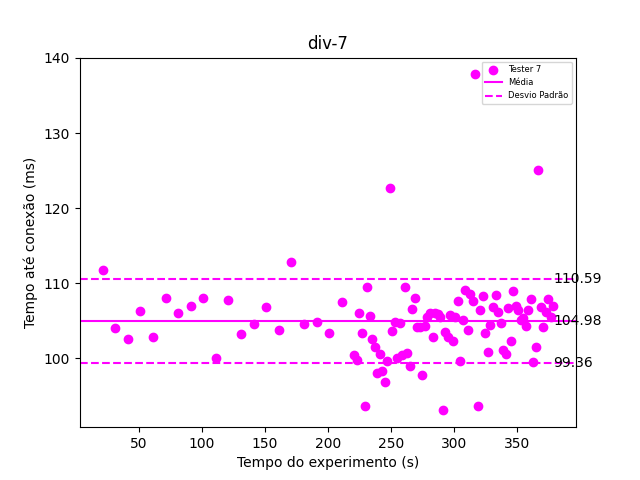 div-7
Tempo até conexão (ms)
140
130
120
110
100
Tester 7
Média
Desvio Padrão
110.59
104.98
99.36
50 100 150 200 250 300 350
Tempo do experimento (s)